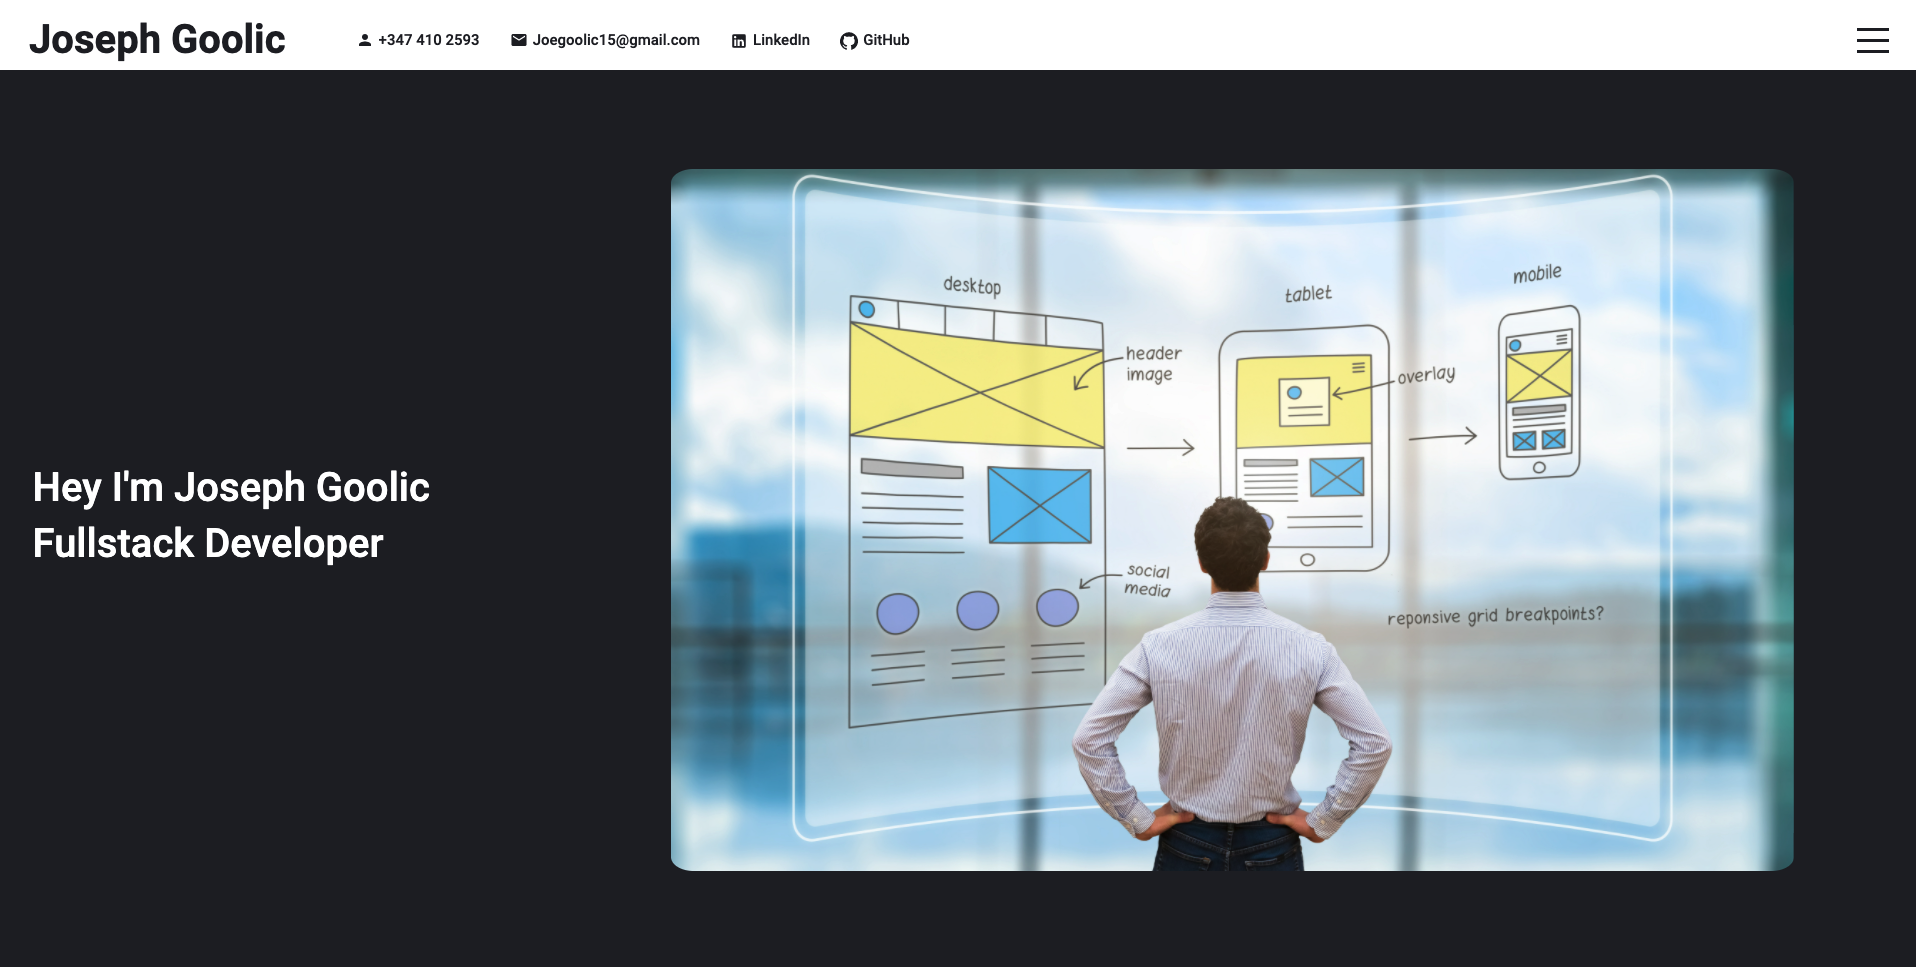 Joseph Goolic
+347 410 2593
Joegoolic15@gmail.com
LinkedIn
GitHub
Hey I'm Joseph Goolic
Fullstack Developer
desktop
tablet
mobile
header
image
overlay
social
media
reponsive grid breakpoints?